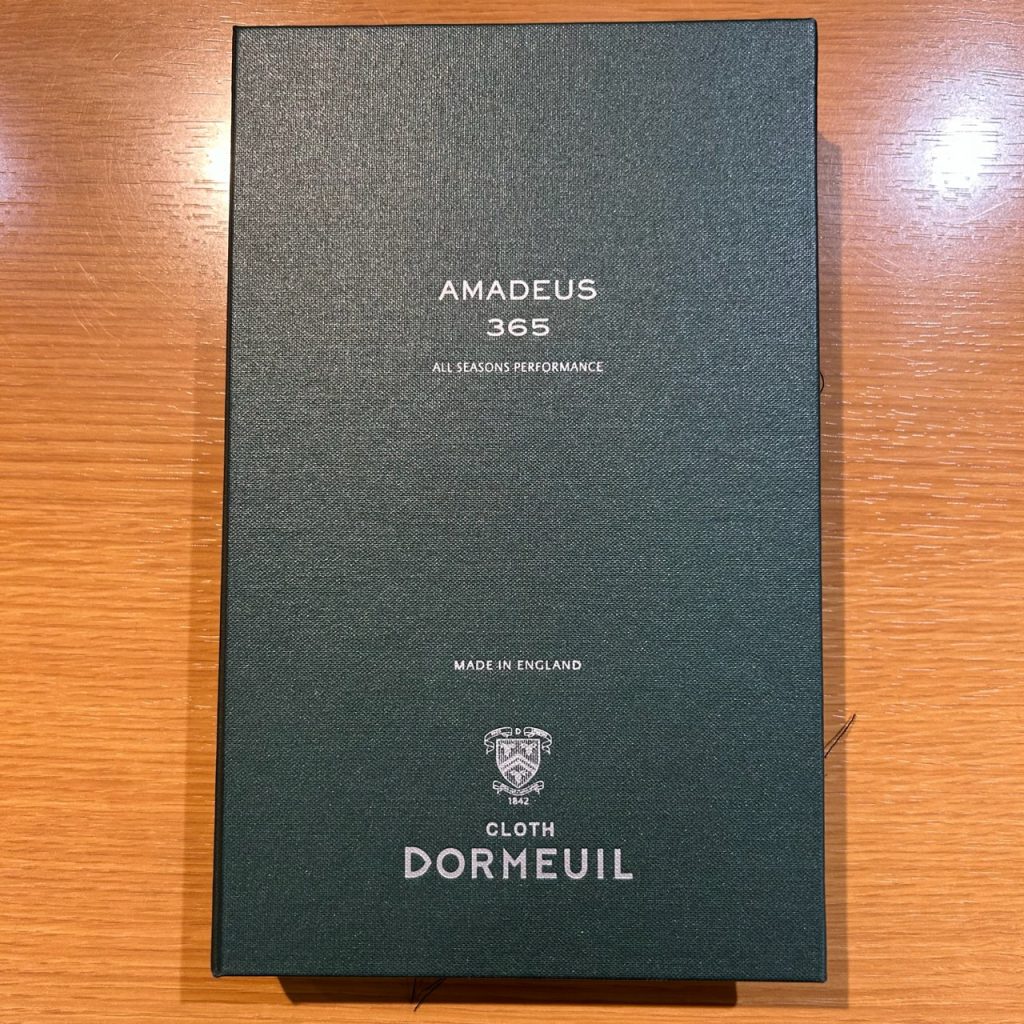 AMADEUS
365
ALL SEASONS PERFORMANCE
MADE IN ENGLAND
D
1842
CLOTH
DORMEUIL